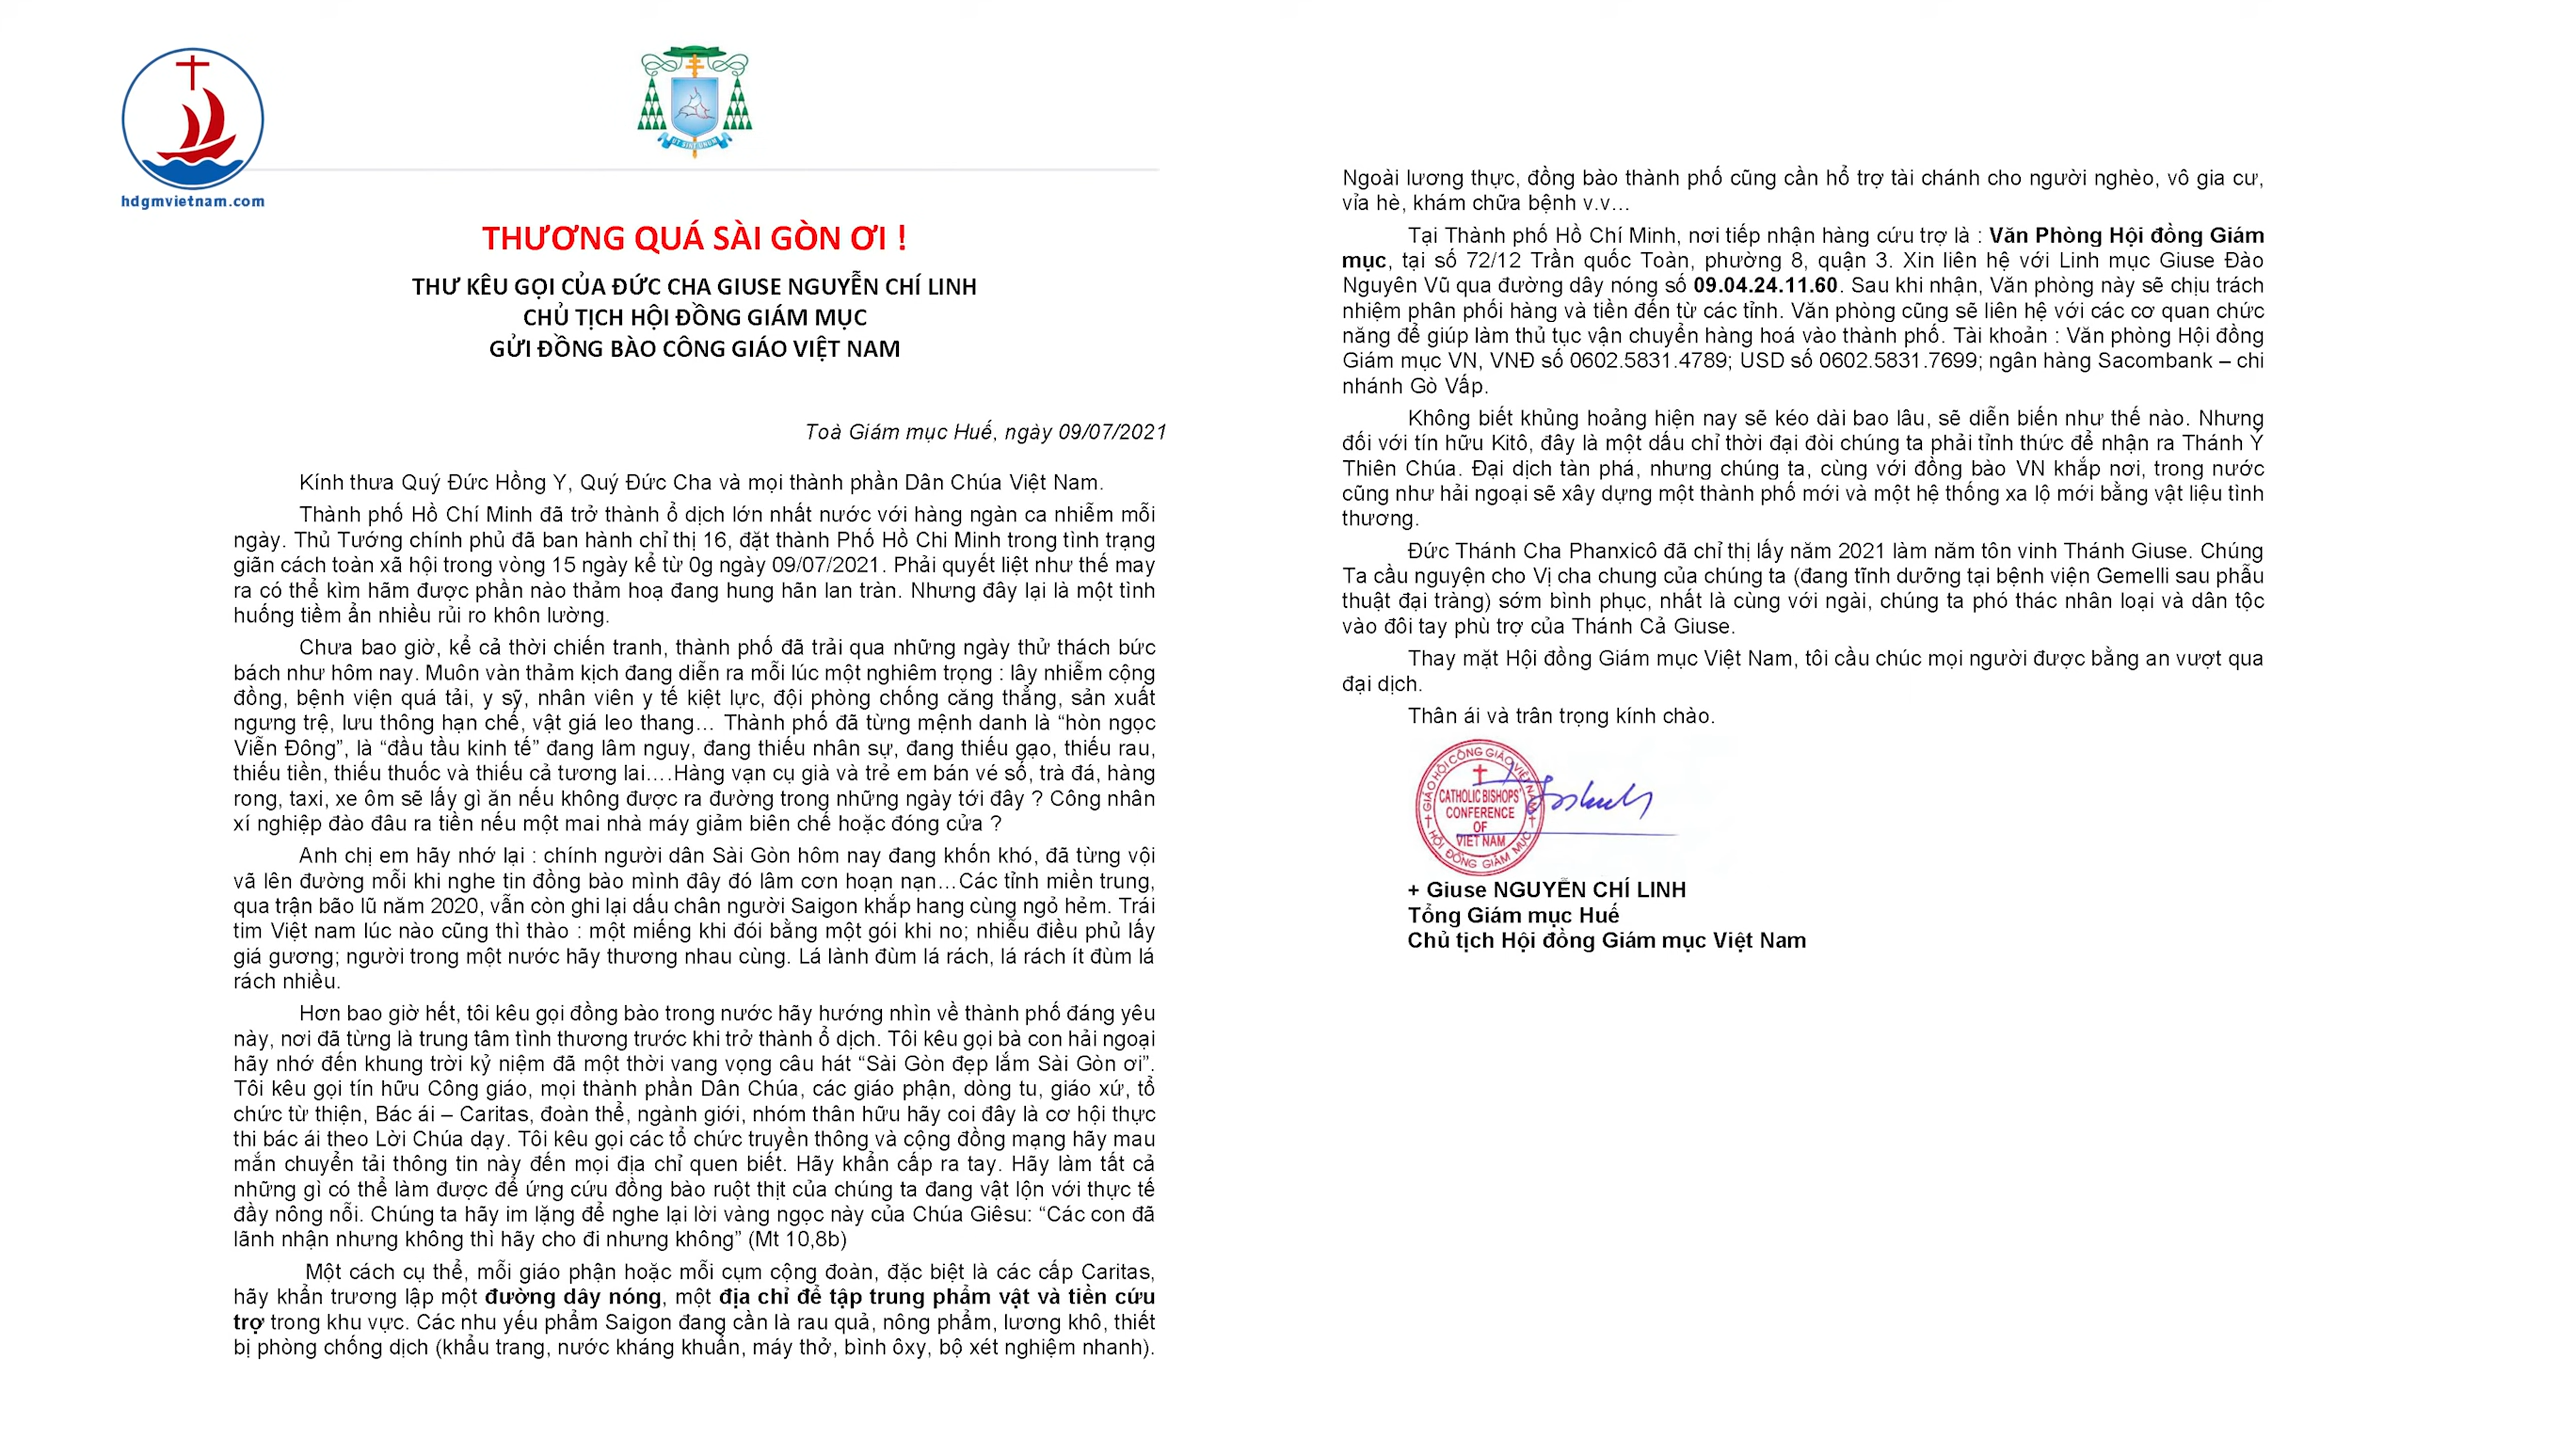 hdgmvietnam.com
THƯƠNG QUÁ SÀI GÒN ƠI !
THƯ KÊU GỌI CỦA ĐỨC CHA GIUSE NGUYỄN CHÍ LINH
CHỦ TỊCH HỘI ĐỒNG GIÁM MỤC
GỬI ĐỒNG BÀO CÔNG GIÁO VIỆT NAM
Toà Giám mục Huế, ngày 09/07/2021
Kính thưa Quý Đức Hồng Y, Quý Đức Cha và mọi thành phần Dân Chúa Việt Nam.
Thành phố Hồ Chí Minh đã trở thành ổ dịch lớn nhất nước với hàng ngàn ca nhiễm mỗi
ngày. Thủ Tướng chính phủ đã ban hành chỉ thị 16, đặt thành Phố Hồ Chi Minh trong tình trạng
giãn cách toàn xã hội trong vòng 15 ngày kể từ 0g ngày 09/07/2021. Phải quyết liệt như thế may
ra có thể kìm hãm được phần nào thảm hoạ đang hung hãn lan tràn. Nhưng đây lại là một tình
huống tiềm ẩn nhiều rủi ro khôn lường.
Chưa bao giờ, kể cả thời chiến tranh, thành phố đã trải qua những ngày thử thách bức
bách như hôm nay. Muôn vàn thảm kịch đang diễn ra mỗi lúc một nghiêm trọng : lây nhiễm cộng
đồng, bệnh viện quá tải, y sỹ, nhân viên y tế kiệt lực, đội phòng chống căng thẳng, sản xuất
ngưng trệ, lưu thông hạn chế, vật giá leo thang… Thành phố đã từng mệnh danh là “hòn ngọc
Viễn Đông”, là “đầu tầu kinh tế” đang lâm nguy, đang thiếu nhân sự, đang thiếu gạo, thiếu rau,
thiếu tiền, thiếu thuốc và thiếu cả tương lai….Hàng vạn cụ già và trẻ em bán vé số, trà đá, hàng
rong, taxi, xe ôm sẽ lấy gì ăn nếu không được ra đường trong những ngày tới đây ? Công nhân
xí nghiệp đào đâu ra tiền nếu một mai nhà máy giảm biên chế hoặc đóng cửa ?
Anh chị em hãy nhớ lại : chính người dân Sài Gòn hôm nay đang khốn khó, đã từng vội
vã lên đường mỗi khi nghe tin đồng bào mình đây đó lâm cơn hoạn nạn…Các tỉnh miền trung,
qua trận bão lũ năm 2020, vẫn còn ghi lại dấu chân người Saigon khắp hang cùng ngỏ hẻm. Trái
tim Việt nam lúc nào cũng thì thào : một miếng khi đói bằng một gói khi no; nhiễu điều phủ lấy
giá gương; người trong một nước hãy thương nhau cùng. Lá lành đùm lá rách, lá rách ít đùm lá
rách nhiều.
Hơn bao giờ hết, tôi kêu gọi đồng bào trong nước hãy hướng nhìn về thành phố đáng yêu
này, nơi đã từng là trung tâm tình thương trước khi trở thành ổ dịch. Tôi kêu gọi bà con hải ngoại
hãy nhớ đến khung trời kỷ niệm đã một thời vang vọng câu hát “Sài Gòn đẹp lắm Sài Gòn ơi”.
Tôi kêu gọi tín hữu Công giáo, mọi thành phần Dân Chúa, các giáo phận, dòng tu, giáo xứ, tổ
chức từ thiện, Bác ái – Caritas, đoàn thể, ngành giới, nhóm thân hữu hãy coi đây là cơ hội thực
thi bác ái theo Lời Chúa dạy. Tôi kêu gọi các tổ chức truyền thông và cộng đồng mạng hãy mau
mắn chuyển tải thông tin này đến mọi địa chỉ quen biết. Hãy khẩn cấp ra tay. Hãy làm tất cả
những gì có thể làm được để ứng cứu đồng bào ruột thịt của chúng ta đang vật lộn với thực tế
đầy nông nỗi. Chúng ta hãy im lặng để nghe lại lời vàng ngọc này của Chúa Giêsu: “Các con đã
lãnh nhận nhưng không thì hãy cho đi nhưng không” (Mt 10,8b)
Một cách cụ thể, mỗi giáo phận hoặc mỗi cụm cộng đoàn, đặc biệt là các cấp Caritas,
hãy khẩn trương lập một đường dây nóng, một địa chỉ để tập trung phẩm vật và tiền cứu
trợ trong khu vực. Các nhu yếu phẩm Saigon đang cần là rau quả, nông phẩm, lương khô, thiết
bị phòng chống dịch (khẩu trang, nước kháng khuẩn, máy thở, bình ôxy, bộ xét nghiệm nhanh).
Ngoài lương thực, đồng bào thành phố cũng cần hổ trợ tài chánh cho người nghèo, vô gia cư,
vỉa hè, khám chữa bệnh v.v…
Tại Thành phố Hồ Chí Minh, nơi tiếp nhận hàng cứu trợ là : Văn Phòng Hội đồng Giám
mục, tại số 72/12 Trần quốc Toàn, phường 8, quận 3. Xin liên hệ với Linh mục Giuse Đào
Nguyên Vũ qua đường dây nóng số 09.04.24.11.60. Sau khi nhận, Văn phòng này sẽ chịu trách
nhiệm phân phối hàng và tiền đến từ các tỉnh. Văn phòng cũng sẽ liên hệ với các cơ quan chức
năng để giúp làm thủ tục vận chuyển hàng hoá vào thành phố. Tài khoản : Văn phòng Hội đồng
Giám mục VN, VNĐ số 0602.5831.4789; USD số 0602.5831.7699; ngân hàng Sacombank – chi
nhánh Gò Vấp.
Không biết khủng hoảng hiện nay sẽ kéo dài bao lâu, sẽ diễn biến như thế nào. Nhưng
đối với tín hữu Kitô, đây là một dấu chỉ thời đại đòi chúng ta phải tỉnh thức để nhận ra Thánh Ý
Thiên Chúa. Đại dịch tàn phá, nhưng chúng ta, cùng với đồng bào VN khắp nơi, trong nước
cũng như hải ngoại sẽ xây dựng một thành phố mới và một hệ thống xa lộ mới bằng vật liệu tình
thương.
Đức Thánh Cha Phanxicô đã chỉ thị lấy năm 2021 làm năm tôn vinh Thánh Giuse. Chúng
Ta cầu nguyện cho Vị cha chung của chúng ta (đang tĩnh dưỡng tại bệnh viện Gemelli sau phẫu
thuật đại tràng) sớm bình phục, nhất là cùng với ngài, chúng ta phó thác nhân loại và dân tộc
vào đôi tay phù trợ của Thánh Cả Giuse.
Thay mặt Hội đồng Giám mục Việt Nam, tôi cầu chúc mọi người được bằng an vượt qua
đại dịch.
Thân ái và trân trọng kính chào.
GIÁO HỘI CÔNG GIÁO VIỆT NAM
CATHOLIC BISHOPS'
CONFERENCE
OF
VIET NAM
HỘI ĐỒNG GIÁM MỤC
+ Giuse NGUYỄN CHÍ LINH
Tổng Giám mục Huế
Chủ tịch Hội đồng Giám mục Việt Nam